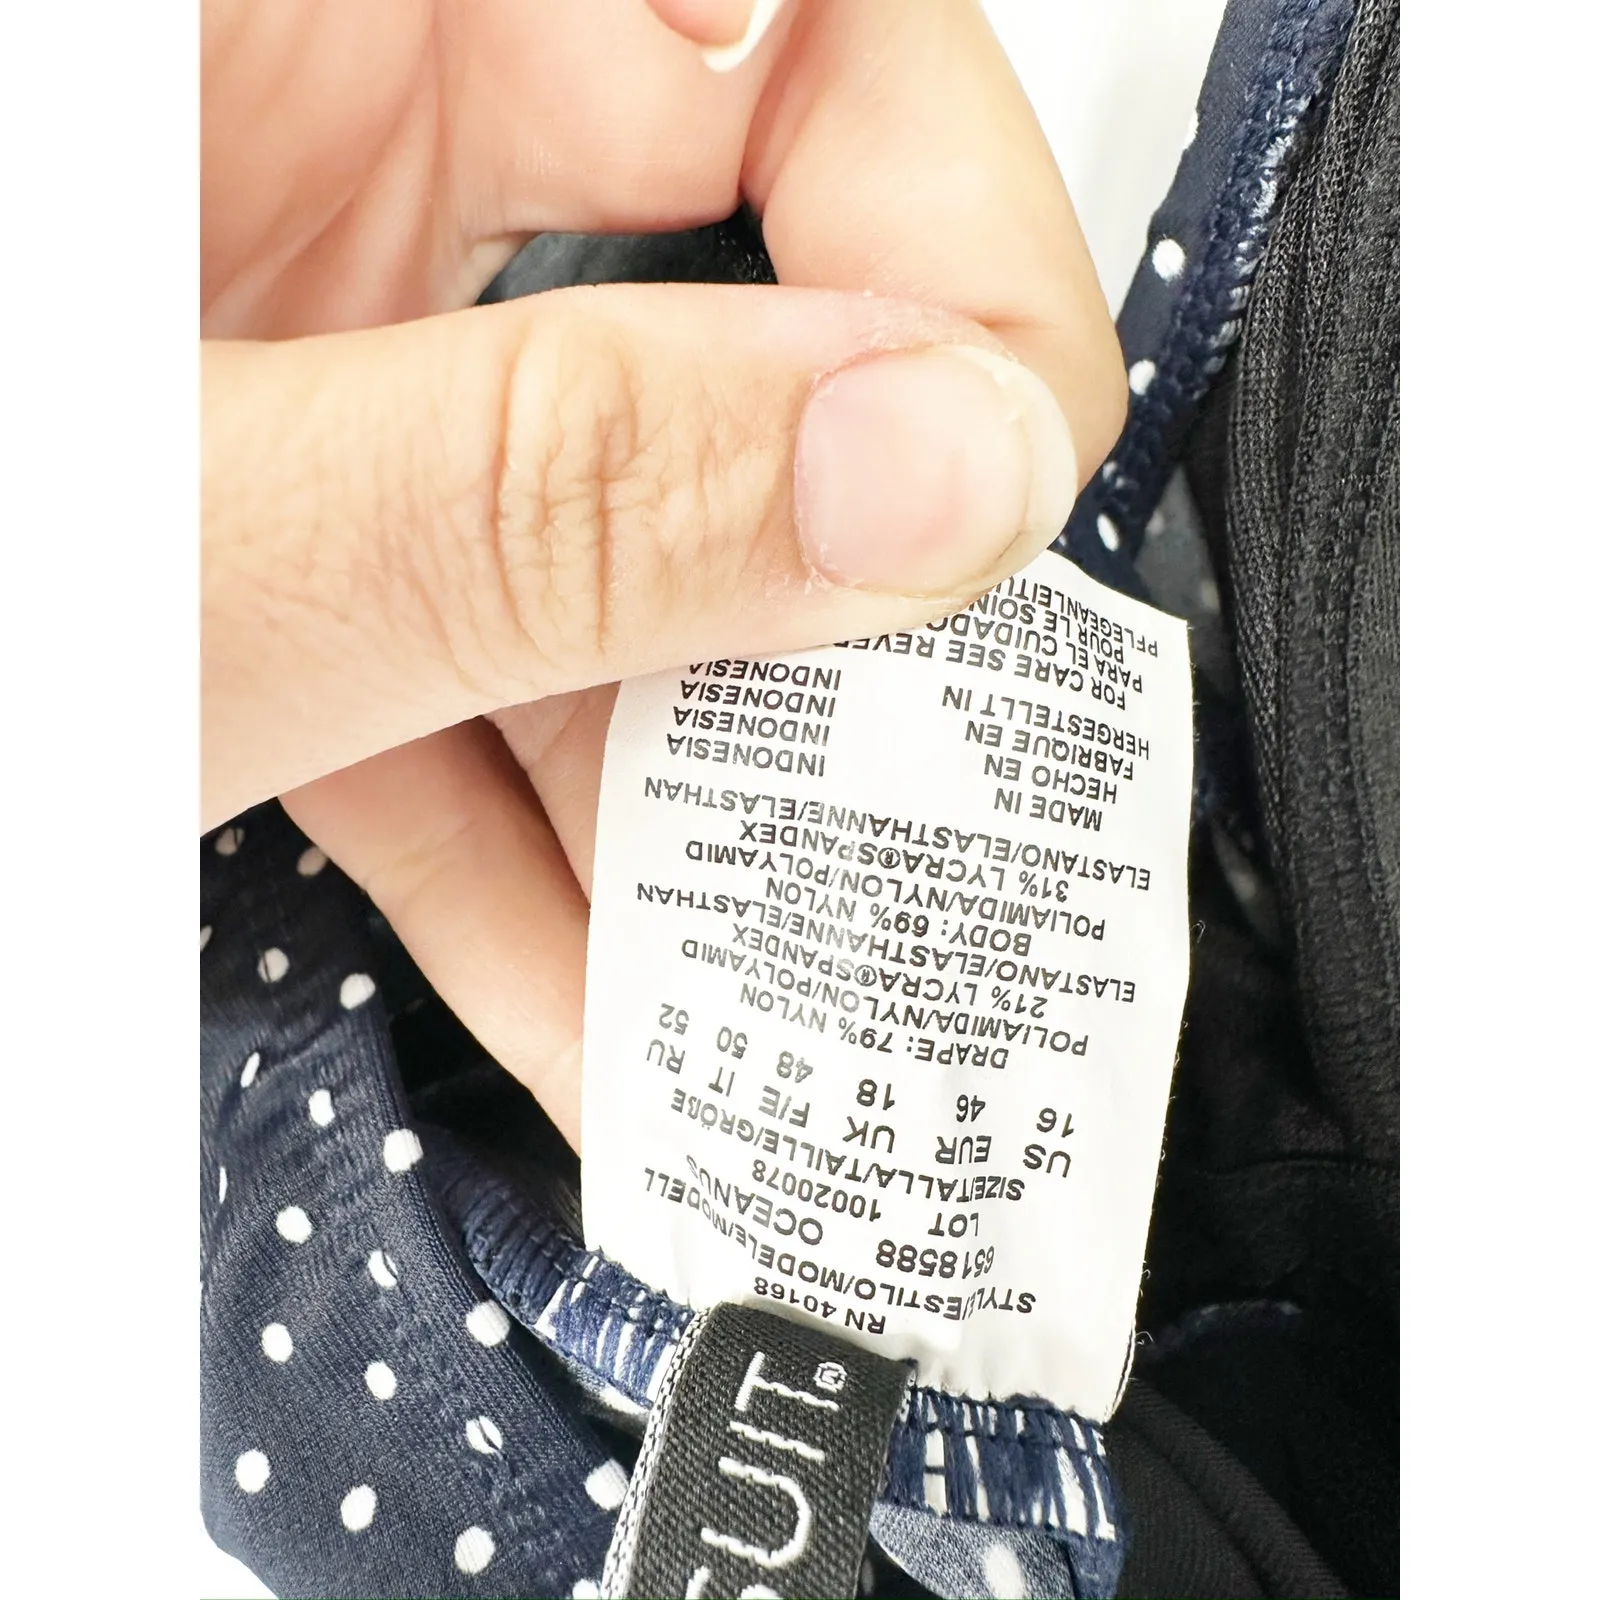 RN 40168
STYLE/ESTILO/MODELE/MODELL
6518588 OCEANUS
LOT 10020078
SIZE/TALLA/TAILLE/GRÖßE
US EUR UK F/E IT RU
16 46 18 48 50 52
DRAPE: 79% NYLON
POLIAMIDA/NYLON/POLYAMID
21% LYCRA®SPANDEX
ELASTANO/ELASTHANNE/ELASTHAN
BODY: 69% NYLON
POLIAMIDA/NYLON/POLYAMID
31% LYCRA®SPANDEX
ELASTANO/ELASTHANNE/ELASTHAN
MADE IN INDONESIA
HECHO EN INDONESIA
FABRIQUE EN INDONESIA
HERGESTELLT IN INDONESIA
FOR CARE SEE REVE
PARA EL CUIDADO
POUR LE SOIN
PFLEGEANLEITU
SUIT®